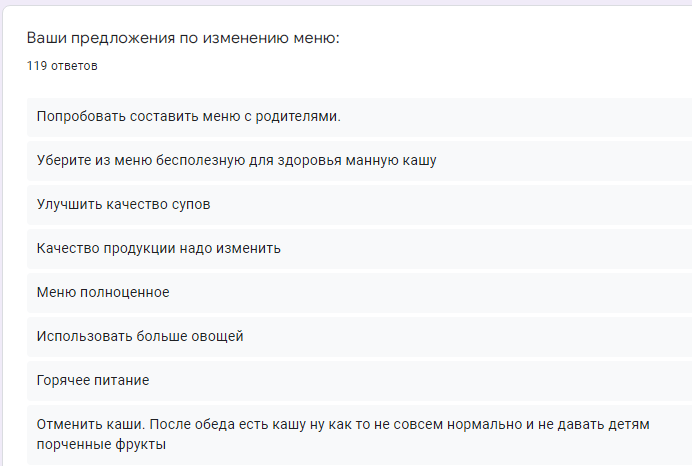 Ваши предложения по изменению меню:
119 ответов
Попробовать составить меню с родителями.
Уберите из меню бесполезную для здоровья манную кашу
Улучшить качество супов
Качество продукции надо изменить
Меню полноценное
Использовать больше овощей
Горячее питание
Отменить каши. После обеда есть кашу ну как то не совсем нормально и не давать детям
порченные фрукты